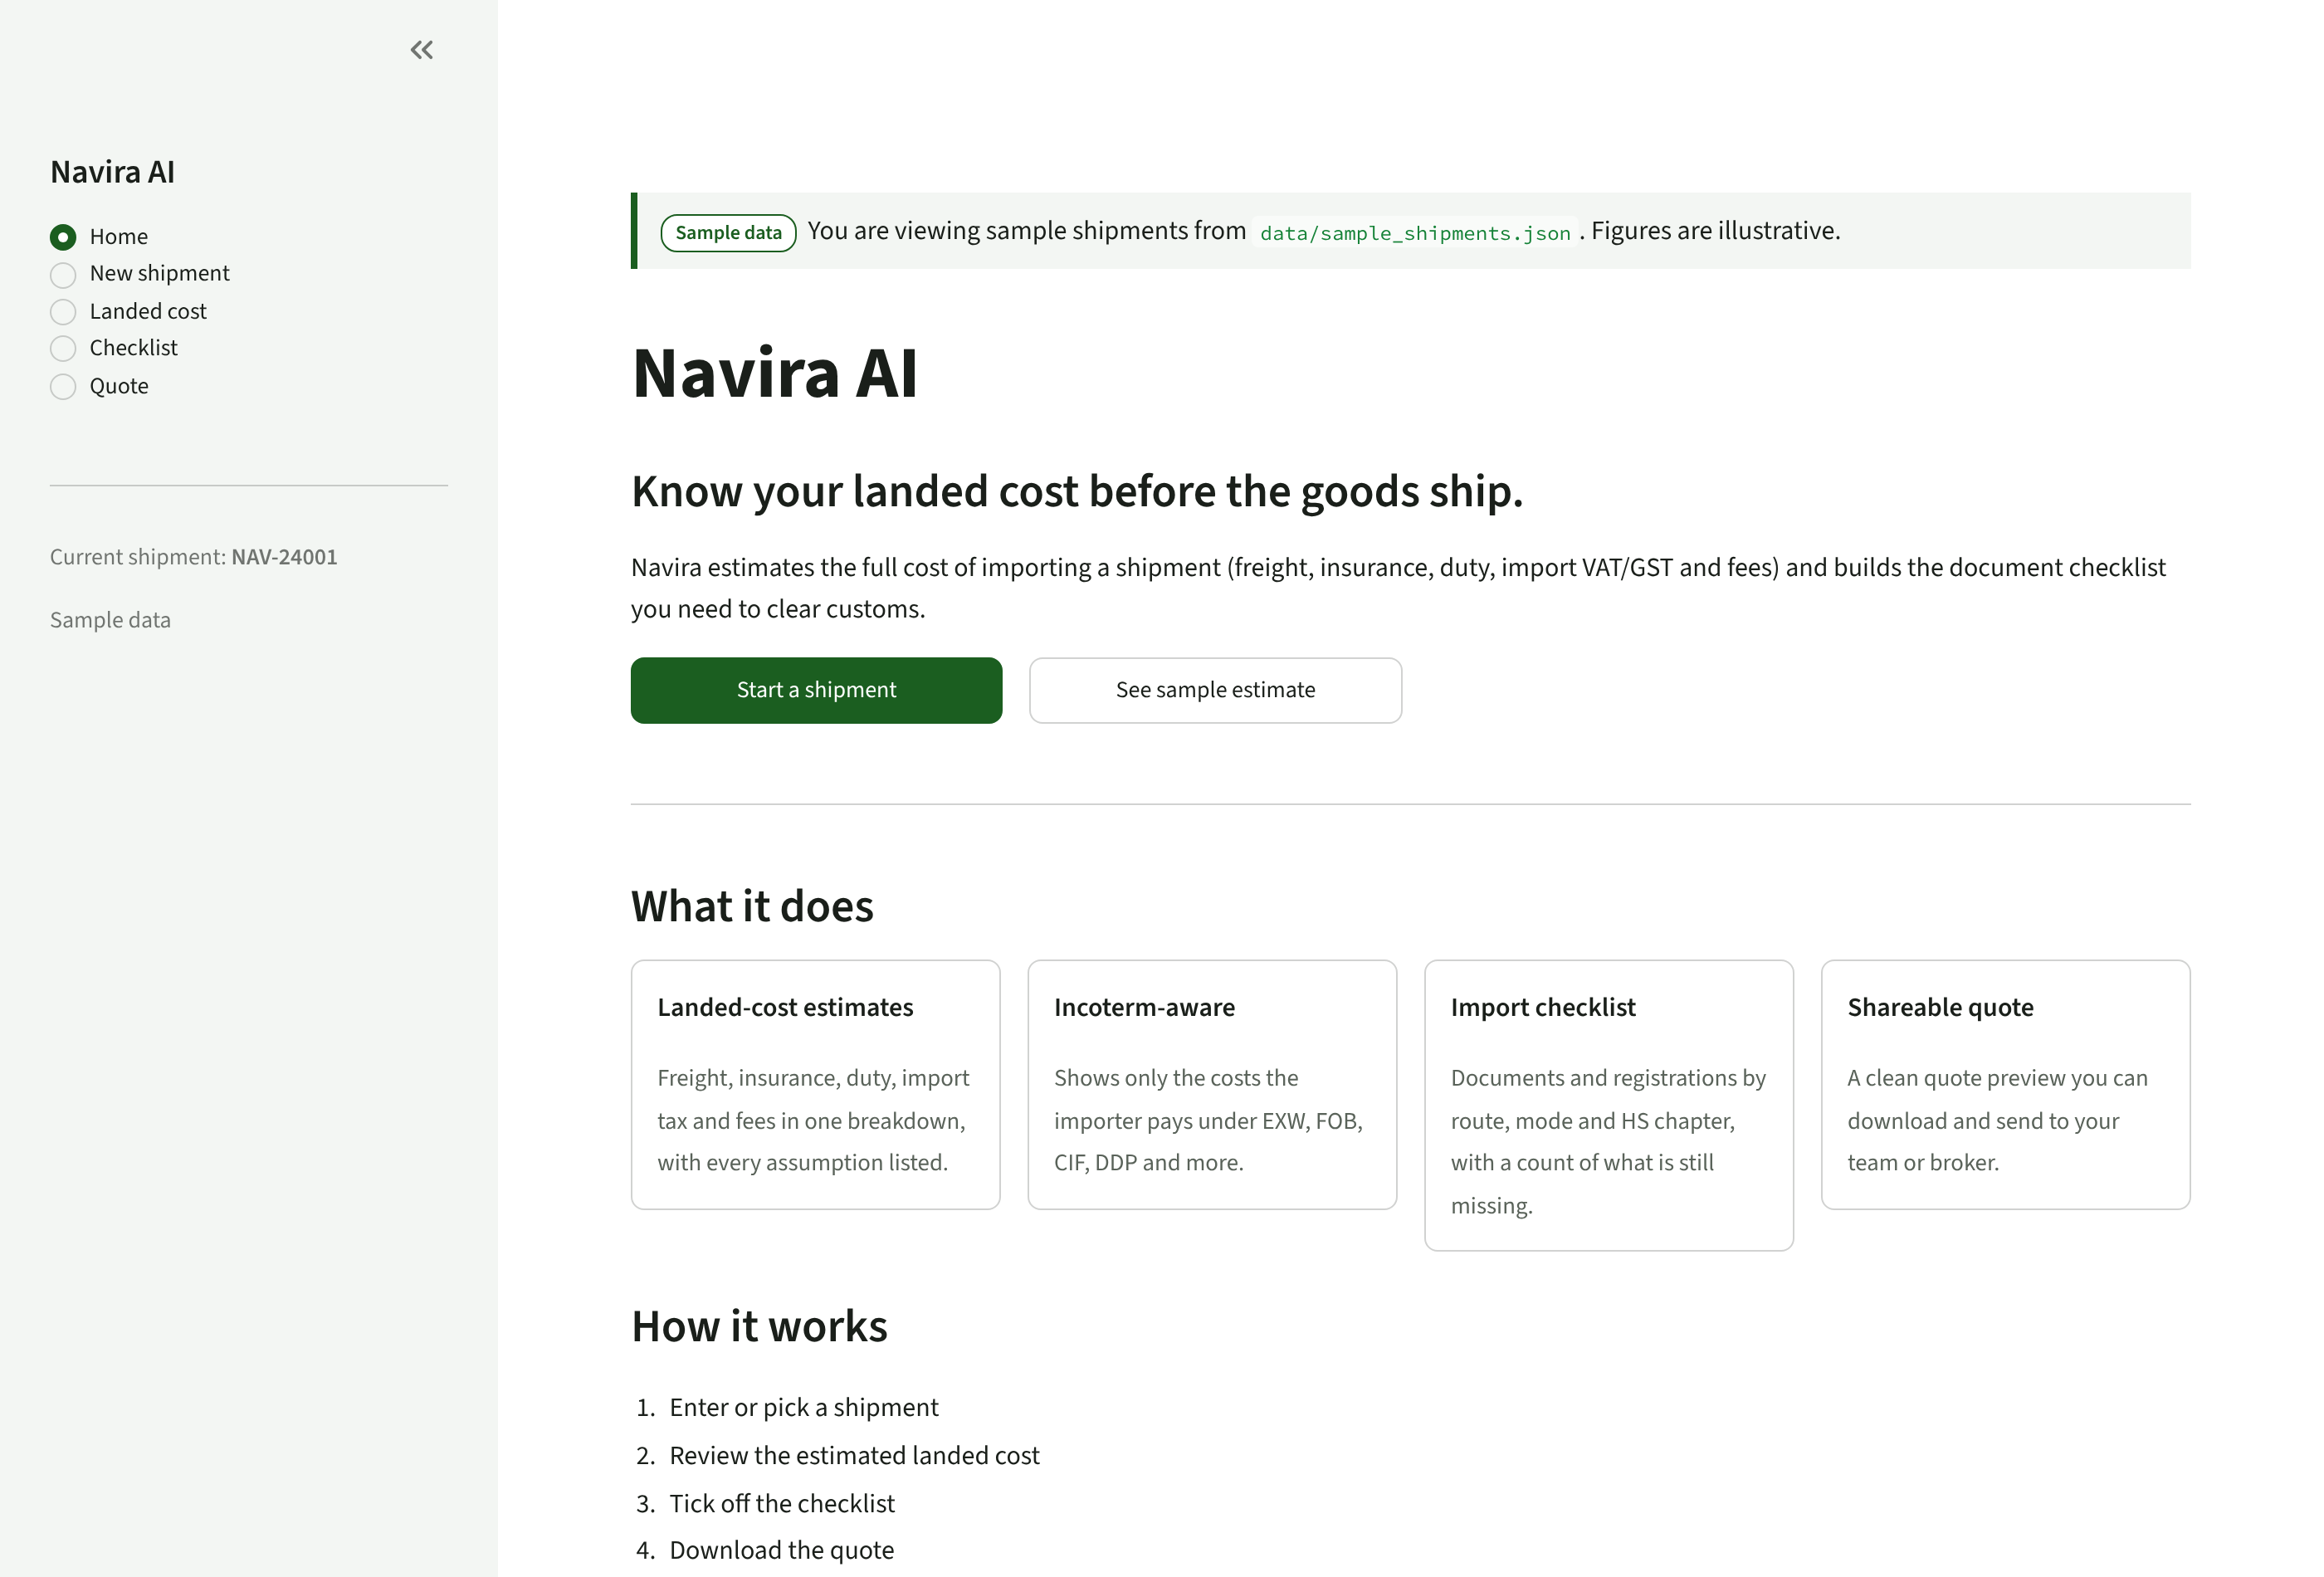 Navira AI
Home
New shipment
Landed cost
Checklist
Quote
Current shipment: NAV-24001
Sample data
Sample data You are viewing sample shipments from data/sample_shipments.json. Figures are illustrative.
Navira AI
Know your landed cost before the goods ship.
Navira estimates the full cost of importing a shipment (freight, insurance, duty, import VAT/GST and fees) and builds the document checklist
you need to clear customs.
Start a shipment
See sample estimate
What it does
Landed-cost estimates
Freight, insurance, duty, import
tax and fees in one breakdown,
with every assumption listed.
Incoterm-aware
Shows only the costs the
importer pays under EXW, FOB,
CIF, DDP and more.
Import checklist
Documents and registrations by
route, mode and HS chapter,
with a count of what is still
missing.
Shareable quote
A clean quote preview you can
download and send to your
team or broker.
How it works
1. Enter or pick a shipment
2. Review the estimated landed cost
3. Tick off the checklist
4. Download the quote